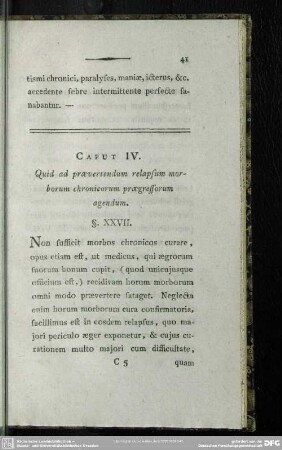 41
tismi chronici, paralyses, maniæ, icterus, &c.
accedente febre intermittente perfecte sa-
nabantur. —
CAPUT IV.
Quid ad prævertendum relapsum mor-
borum chronicorum prægressorum
agendum.
§. XXVII.
Non sufficit morbos chronicos curare,
opus etiam est, ut medicus, qui ægrorum
suorum bonum cupit, (quod unicujusque
officium est,) recidivam horum morborum
omni modo prævertere satagat. Neglecta
enim horum morborum cura confirmatoria,
facillimus est in eosdem relapsus, quo ma-
jori periculo æger exponetur, & cujus cu-
rationem multo majori cum difficultate,
C 5
quam